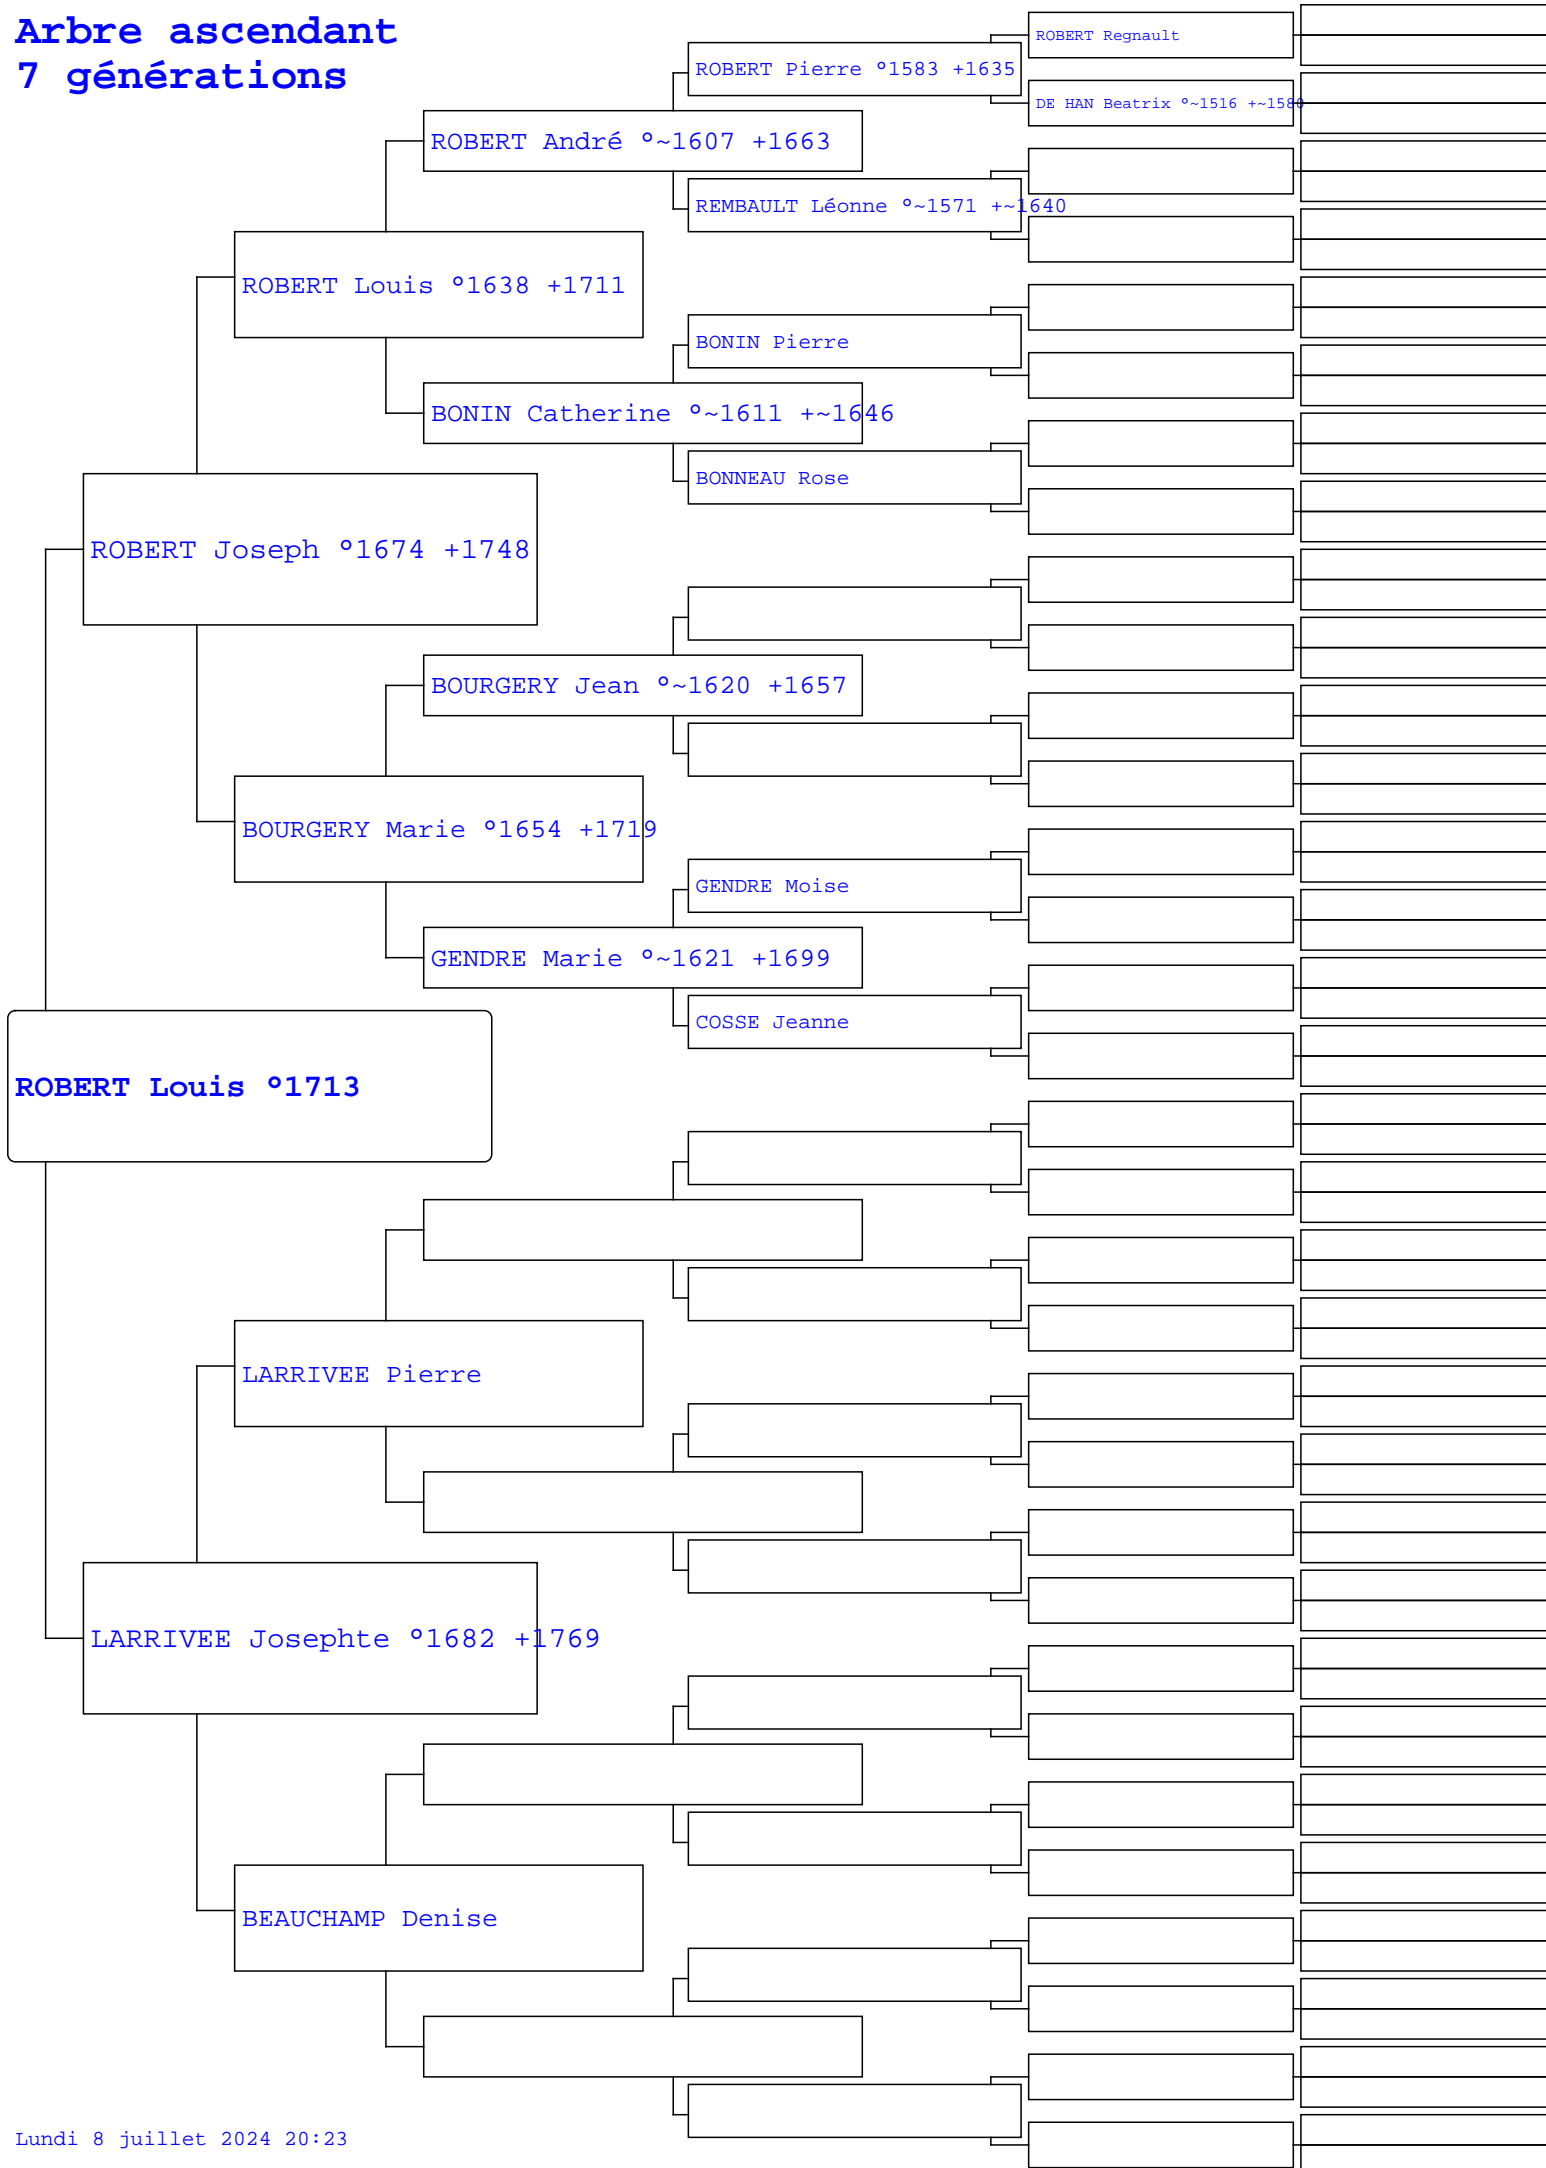 Arbre ascendant
7 générations
ROBERT Regnault
ROBERT Pierre °1583 +1635
DE HAN Beatrix °~1516 +~1580
ROBERT André °~1607 +1663
REMBAULT Léonne °~1571 +~1640
ROBERT Louis °1638 +1711
BONIN Pierre
BONIN Catherine °~1611 +~1646
BONNEAU Rose
ROBERT Joseph °1674 +1748
BOURGERY Jean °~1620 +1657
BOURGERY Marie °1654 +1719
GENDRE Moise
GENDRE Marie °~1621 +1699
COSSE Jeanne
ROBERT Louis °1713
LARRIVEE Pierre
LARRIVEE Josephte °1682 +1769
BEAUCHAMP Denise
Lundi 8 juillet 2024 20:23